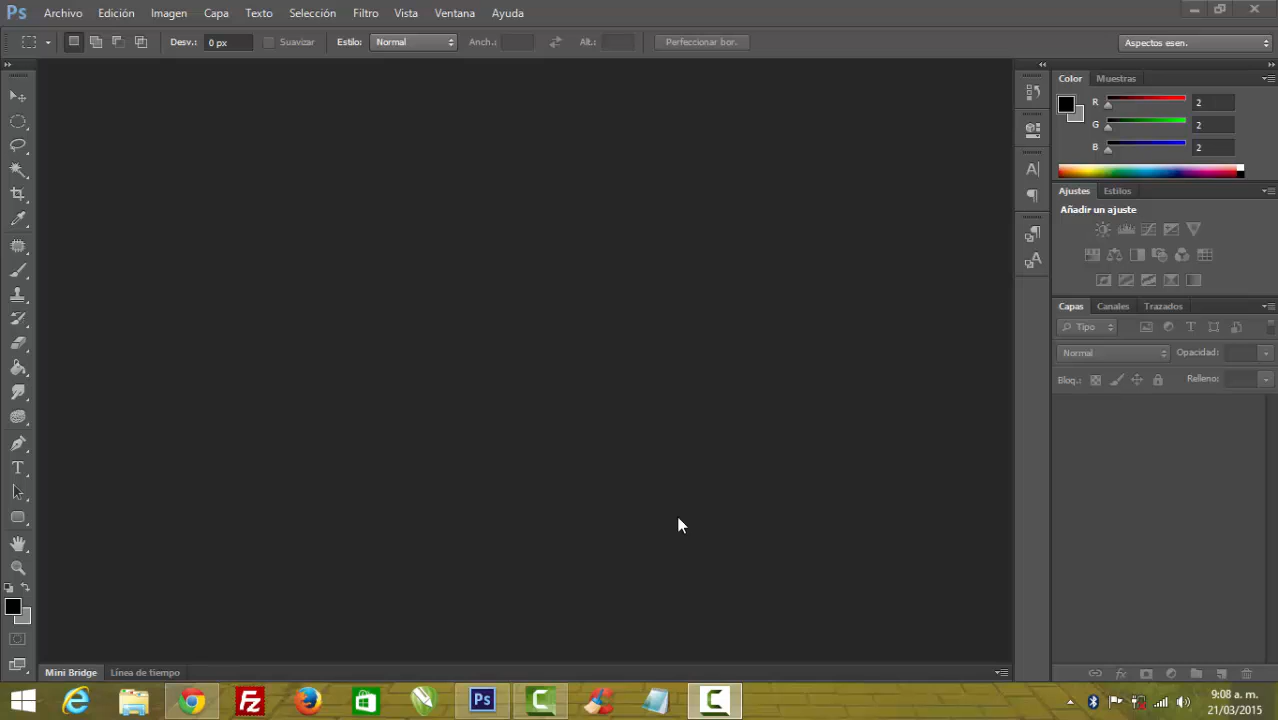 Ps Archivo Edición Imagen Capa Texto Selección Filtro Vista Ventana Ayuda
Desv.: 0 px Suavizar Estilo: Normal Anch.: Alt.: Perfeccionar bor. Aspectos esen.
Color Muestras
R 2
G 2
B 2
Ajustes Estilos
Añadir un ajuste
Capas Canales Trazados
Tipo
Normal Opacidad:
Bloq.: Relleno:
Mini Bridge Línea de tiempo
Ps
9:08 a. m.
21/03/2015